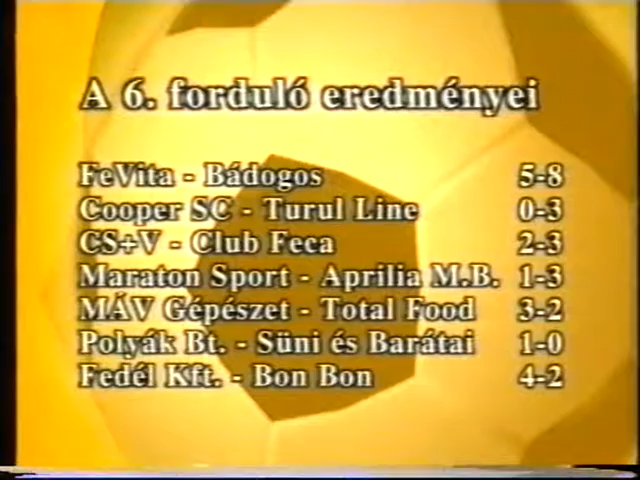 A 6. forduló eredményei
FeVita - Bádogos 5-8
Cooper SC - Turul Line 0-3
CS+V - Club Feca 2-3
Maraton Sport - Aprilia M.B. 1-3
MÁV Gépészet - Total Food 3-2
Polyák Bt. - Süni és Barátai 1-0
Fedél Kft. - Bon Bon 4-2